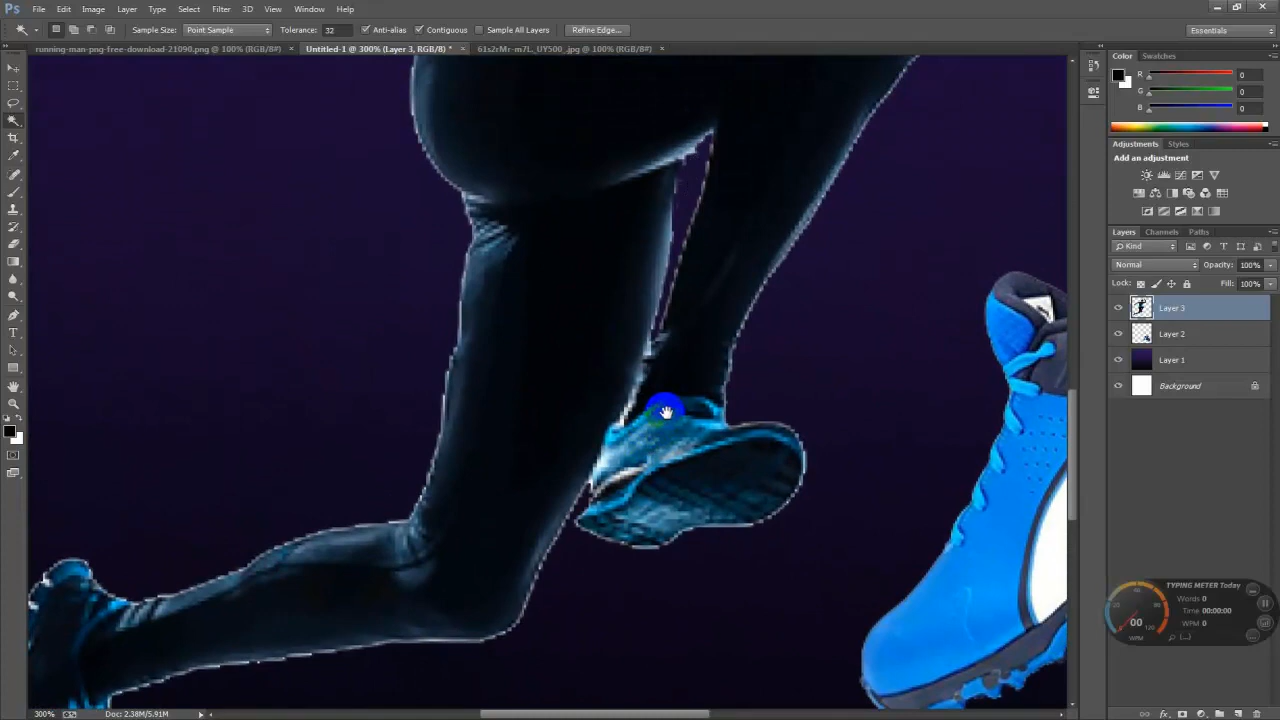 Ps File Edit Image Layer Type Select Filter 3D View Window Help
Sample Size: Point Sample Tolerance: 32 Anti-alias Contiguous Sample All Layers Refine Edge... Essentials
running-man-png-free-download-21090.png @ 100% (RGB/8#) × Untitled-1 @ 300% (Layer 3, RGB/8) * × 61s2rMr-m7L._UY500_.jpg @ 100% (RGB/8#) ×
Color Swatches
R 0
G 0
B 0
Adjustments Styles
Add an adjustment
Layers Channels Paths
Kind
Normal Opacity: 100%
Lock: Fill: 100%
Layer 3
Layer 2
Layer 1
Background
TYPING METER Today
Words 0
Time 00:00:00
WPM 0
00
WPM
300% Doc: 2.38M/5.91M